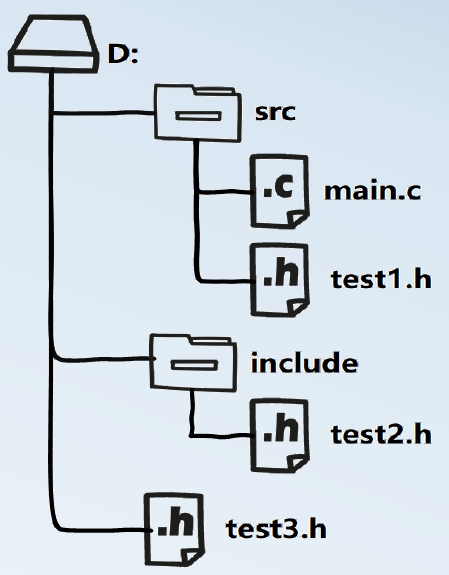 D:
src
.c
main.c
.h
test1.h
include
.h
test2.h
.h
test3.h